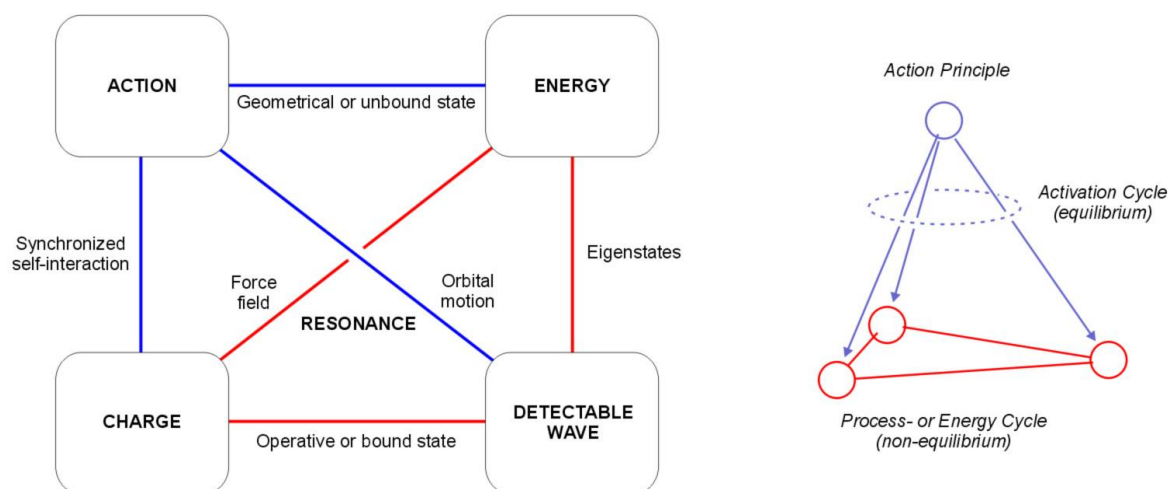 ACTION
Geometrical or unbound state
ENERGY
Synchronized
self-interaction
Force
field
Orbital
motion
Eigenstates
RESONANCE
CHARGE
Operative or bound state
DETECTABLE
WAVE
Action Principle
Activation Cycle
(equilibrium)
Process- or Energy Cycle
(non-equilibrium)